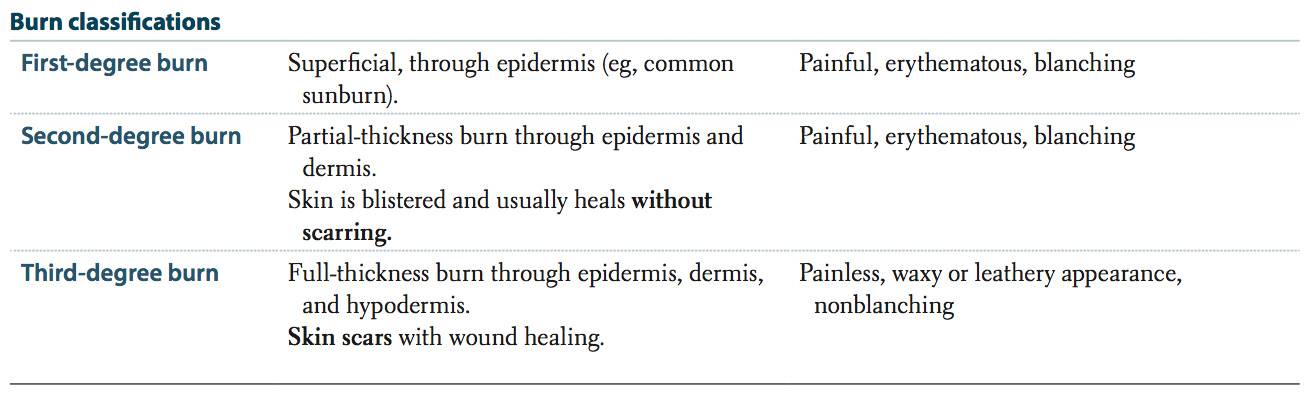 Burn classifications
First-degree burn
Superficial, through epidermis (eg, common
sunburn).
Painful, erythematous, blanching
Second-degree burn
Partial-thickness burn through epidermis and
dermis.
Skin is blistered and usually heals without
scarring.
Painful, erythematous, blanching
Third-degree burn
Full-thickness burn through epidermis, dermis,
and hypodermis.
Skin scars with wound healing.
Painless, waxy or leathery appearance,
nonblanching